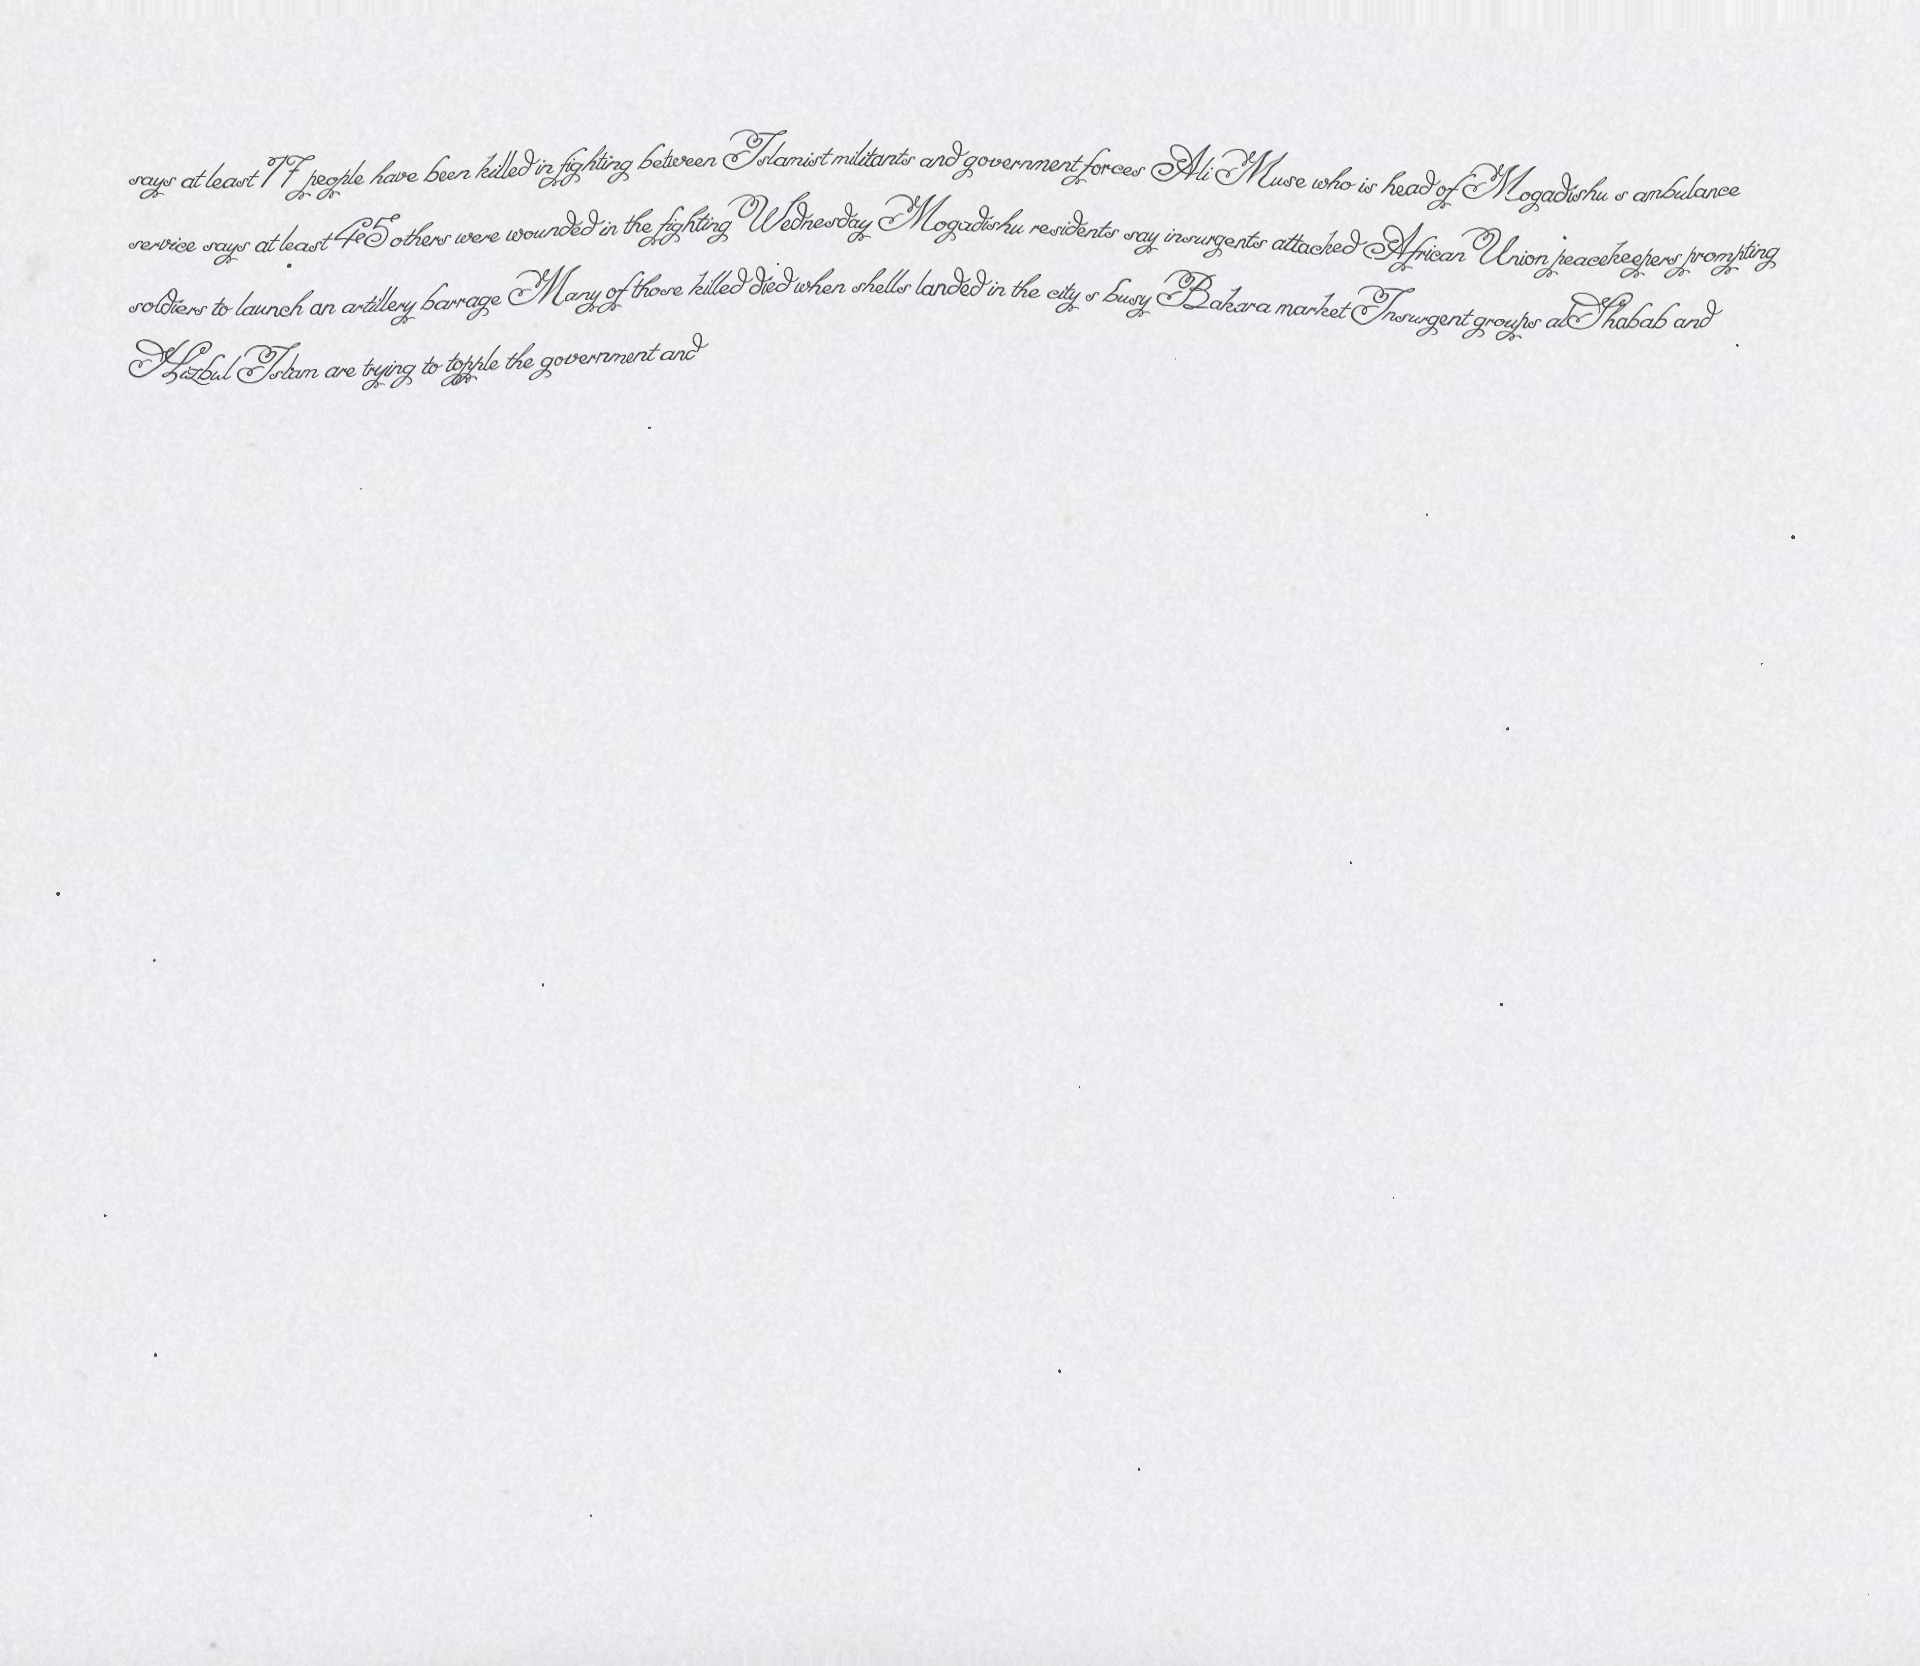 says at least 17 people have been killed in fighting between Islamist militants and government forces Ali Muse who is head of Mogadishu s ambulance
service says at least 45 others were wounded in the fighting Wednesday Mogadishu residents say insurgents attacked African Union peacekeepers prompting
soldiers to launch an artillery barrage Many of those killed died when shells landed in the city s busy Bakara market Insurgent groups al Shabab and
Hizbul Islam are trying to topple the government and